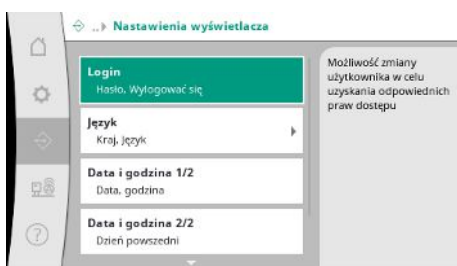 ..▸ Nastawienia wyświetlacza
Login
Hasło, Wylogować się
Język
Kraj, Język
Data i godzina 1/2
Data, godzina
Data i godzina 2/2
Dzień powszedni
Możliwość zmiany
użytkownika w celu
uzyskania odpowiednich
praw dostępu
?